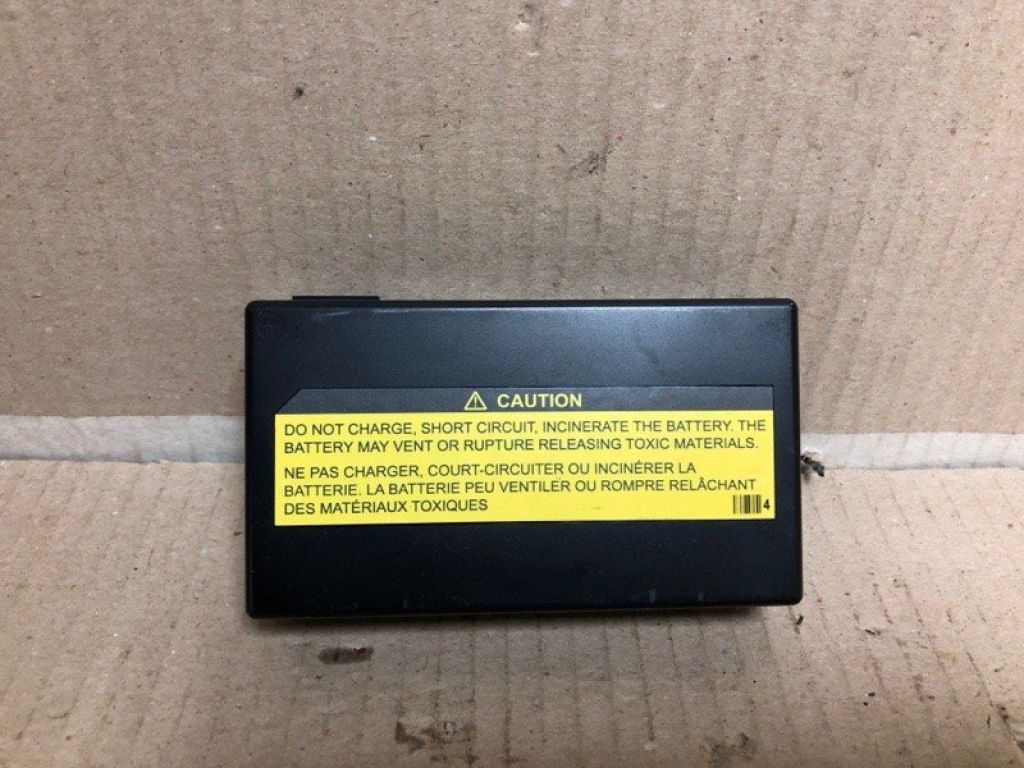 CAUTION
DO NOT CHARGE, SHORT CIRCUIT, INCINERATE THE BATTERY. THE
BATTERY MAY VENT OR RUPTURE RELEASING TOXIC MATERIALS.
NE PAS CHARGER, COURT-CIRCUITER OU INCINÉRER LA
BATTERIE. LA BATTERIE PEU VENTILER OU ROMPRE RELÂCHANT
DES MATÉRIAUX TOXIQUES
4